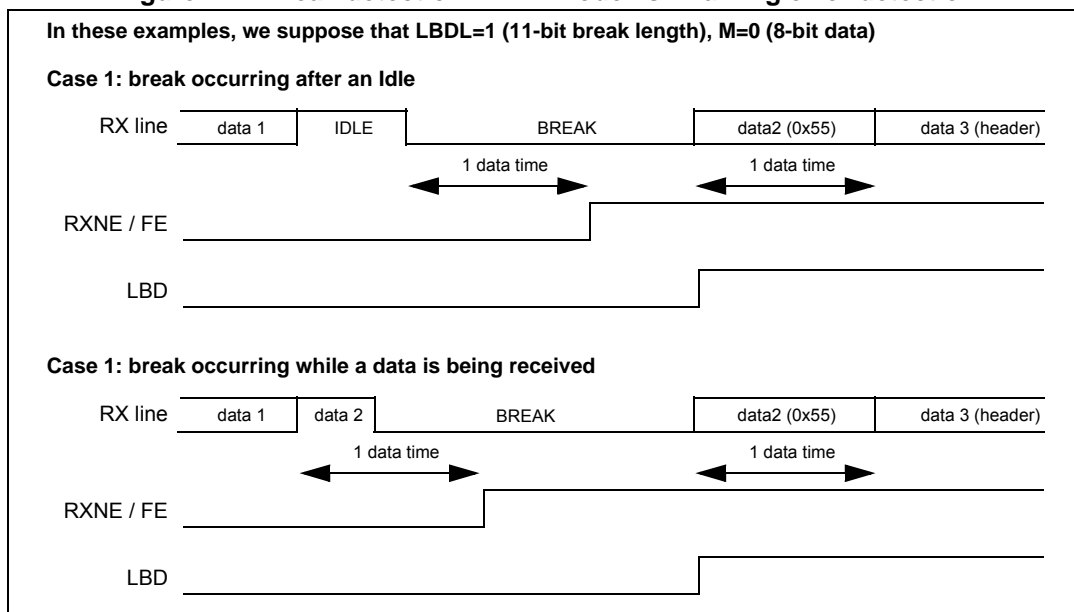 In these examples, we suppose that LBDL=1 (11-bit break length), M=0 (8-bit data)
Case 1: break occurring after an Idle
RX line data 1 IDLE BREAK data2 (0x55) data 3 (header)
1 data time 1 data time
RXNE / FE
LBD
Case 1: break occurring while a data is being received
RX line data 1 data 2 BREAK data2 (0x55) data 3 (header)
1 data time 1 data time
RXNE / FE
LBD